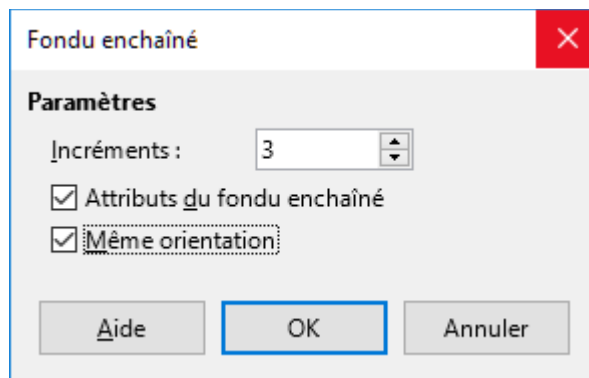 Fondu enchaîné
Paramètres
Incréments : 3
Attributs du fondu enchaîné
Même orientation
Aide OK Annuler